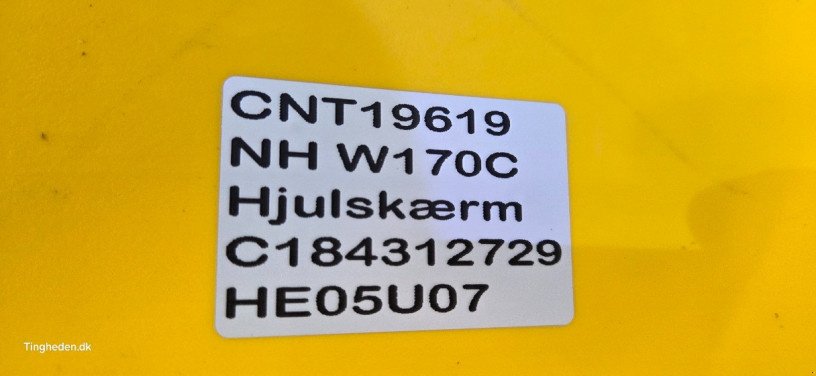 CNT19619
NH W170C
Hjulskærm
C184312729
HE05U07
Tingheden.dk